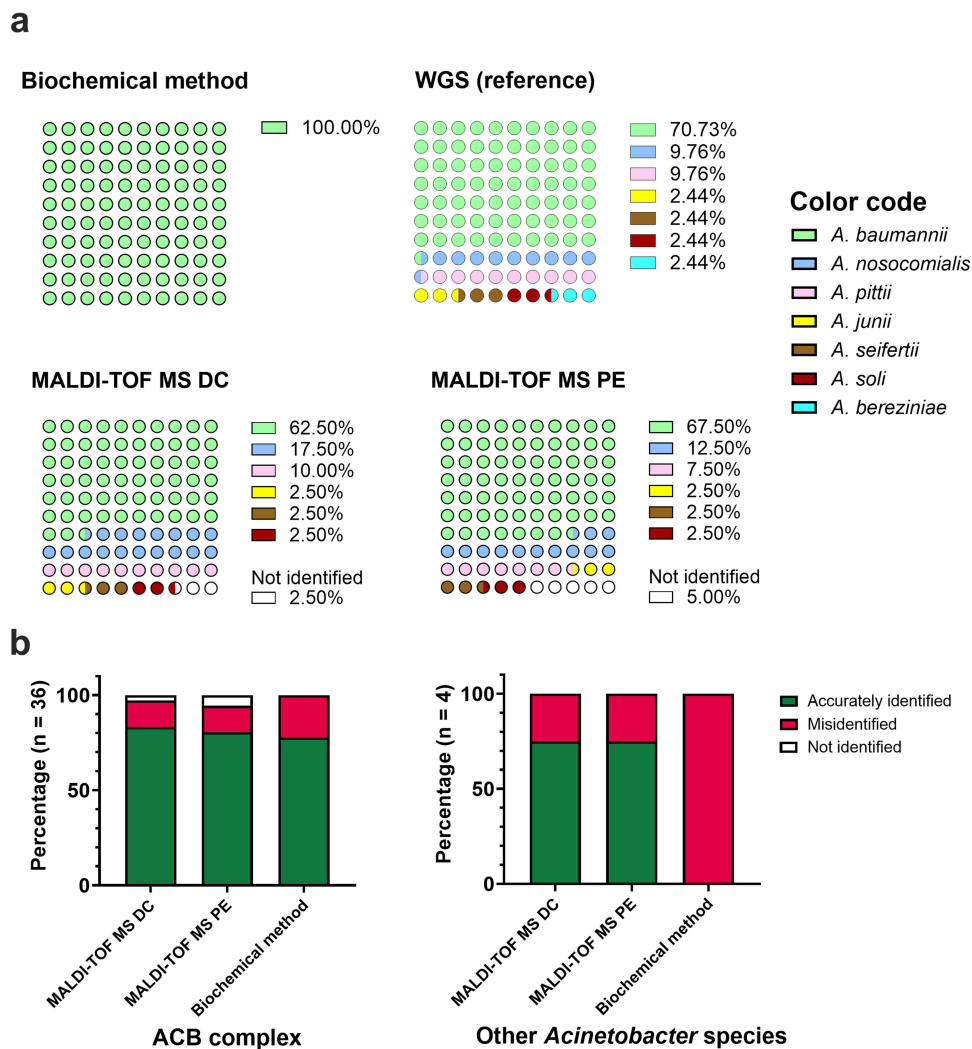 a
Biochemical method
100.00%
WGS (reference)
70.73%
9.76%
9.76%
2.44%
2.44%
2.44%
2.44%
Color code
A. baumannii
A. nosocomialis
A. pittii
A. junii
A. seifertii
A. soli
A. bereziniae
MALDI-TOF MS DC
62.50%
17.50%
10.00%
2.50%
2.50%
2.50%
Not identified
2.50%
MALDI-TOF MS PE
67.50%
12.50%
7.50%
2.50%
2.50%
2.50%
Not identified
5.00%
b
Percentage (n = 36)
100
50
0
MALDI-TOF MS DC
MALDI-TOF MS PE
Biochemical method
ACB complex
Percentage (n = 4)
100
50
0
MALDI-TOF MS DC
MALDI-TOF MS PE
Biochemical method
Other Acinetobacter species
Accurately identified
Misidentified
Not identified